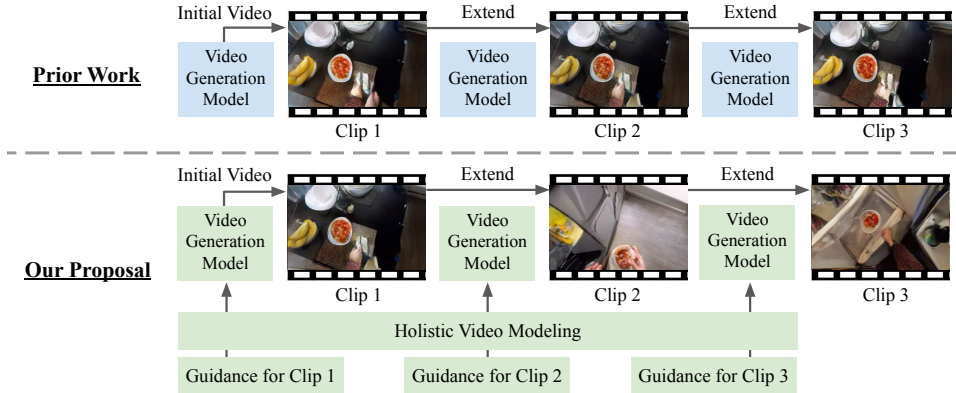 Initial Video
Extend
Extend
Prior Work
Video
Generation
Model
Video
Generation
Model
Video
Generation
Model
Clip 1
Clip 2
Clip 3
Initial Video
Extend
Extend
Our Proposal
Video
Generation
Model
Video
Generation
Model
Video
Generation
Model
Clip 1
Clip 2
Clip 3
Holistic Video Modeling
Guidance for Clip 1
Guidance for Clip 2
Guidance for Clip 3